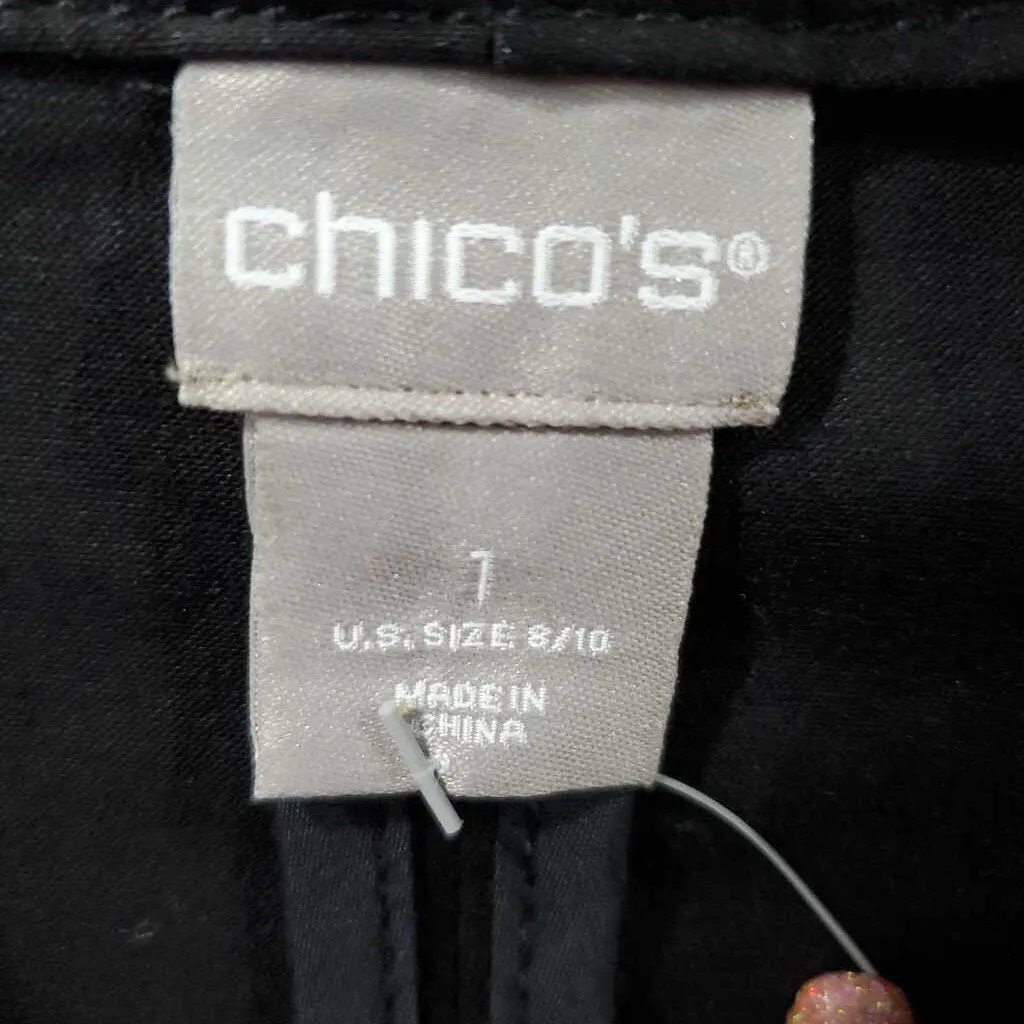 chico's®
1
U.S. SIZE 8/10
MADE IN
CHINA